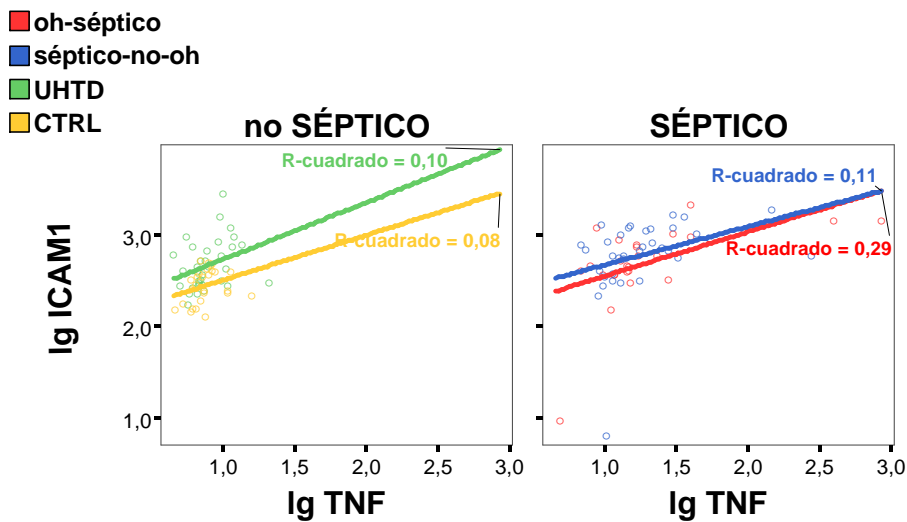 oh-séptico
séptico-no-oh
UHTD
CTRL
no SÉPTICO
SÉPTICO
R-cuadrado = 0,10
R-cuadrado = 0,08
R-cuadrado = 0,11
R-cuadrado = 0,29
lg ICAM1
3,0
2,0
1,0
1,0 1,5 2,0 2,5 3,0
1,0 1,5 2,0 2,5 3,0
lg TNF
lg TNF